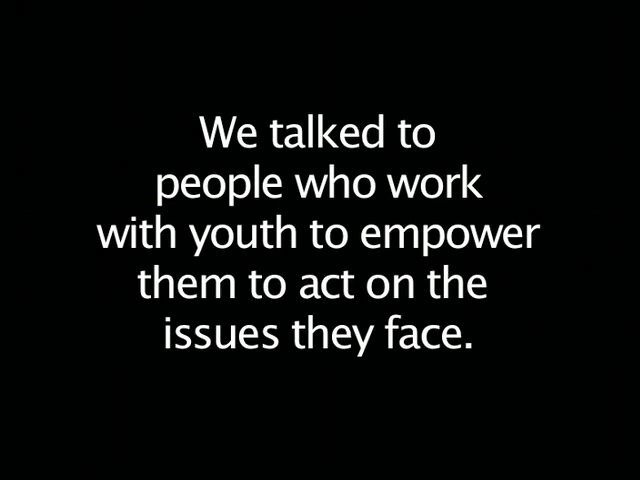 We talked to
people who work
with youth to empower
them to act on the
issues they face.